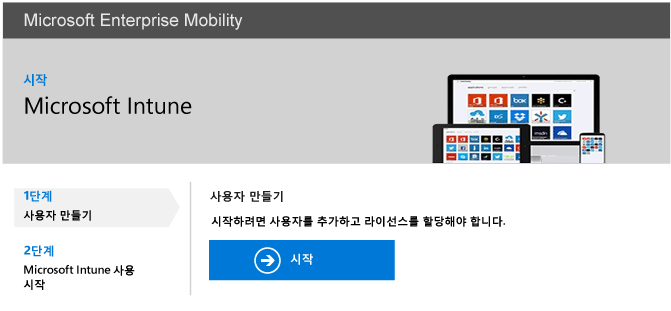 Microsoft Enterprise Mobility
시작
Microsoft Intune
1단계
사용자 만들기
2단계
Microsoft Intune 사용
시작
사용자 만들기
시작하려면 사용자를 추가하고 라이선스를 할당해야 합니다.
시작
box